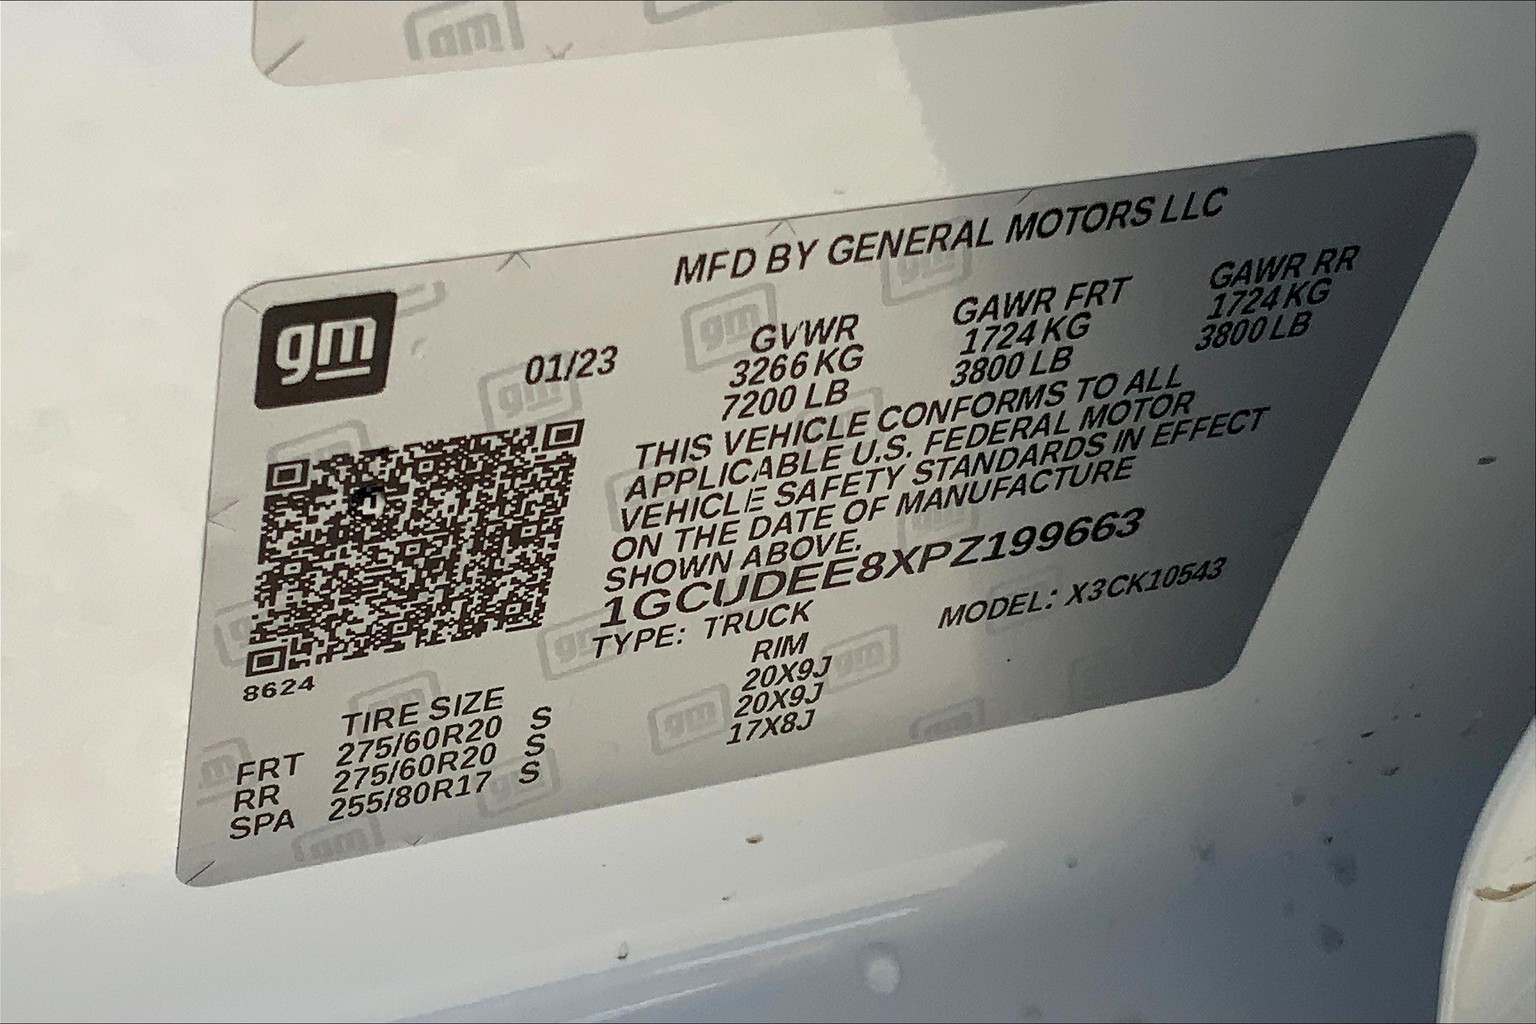 gm
MFD BY GENERAL MOTORS LLC
01/23
GVWR GAWR FRT GAWR RR
3266 KG 1724 KG 1724 KG
7200 LB 3800 LB 3800 LB
THIS VEHICLE CONFORMS TO ALL
APPLICABLE U.S. FEDERAL MOTOR
VEHICLE SAFETY STANDARDS IN EFFECT
ON THE DATE OF MANUFACTURE
SHOWN ABOVE.
1GCUDEE8XPZ199663
TYPE: TRUCK MODEL: X3CK10543
8624
TIRE SIZE RIM
FRT 275/60R20 S 20X9J
RR 275/60R20 S 20X9J
SPA 255/80R17 S 17X8J